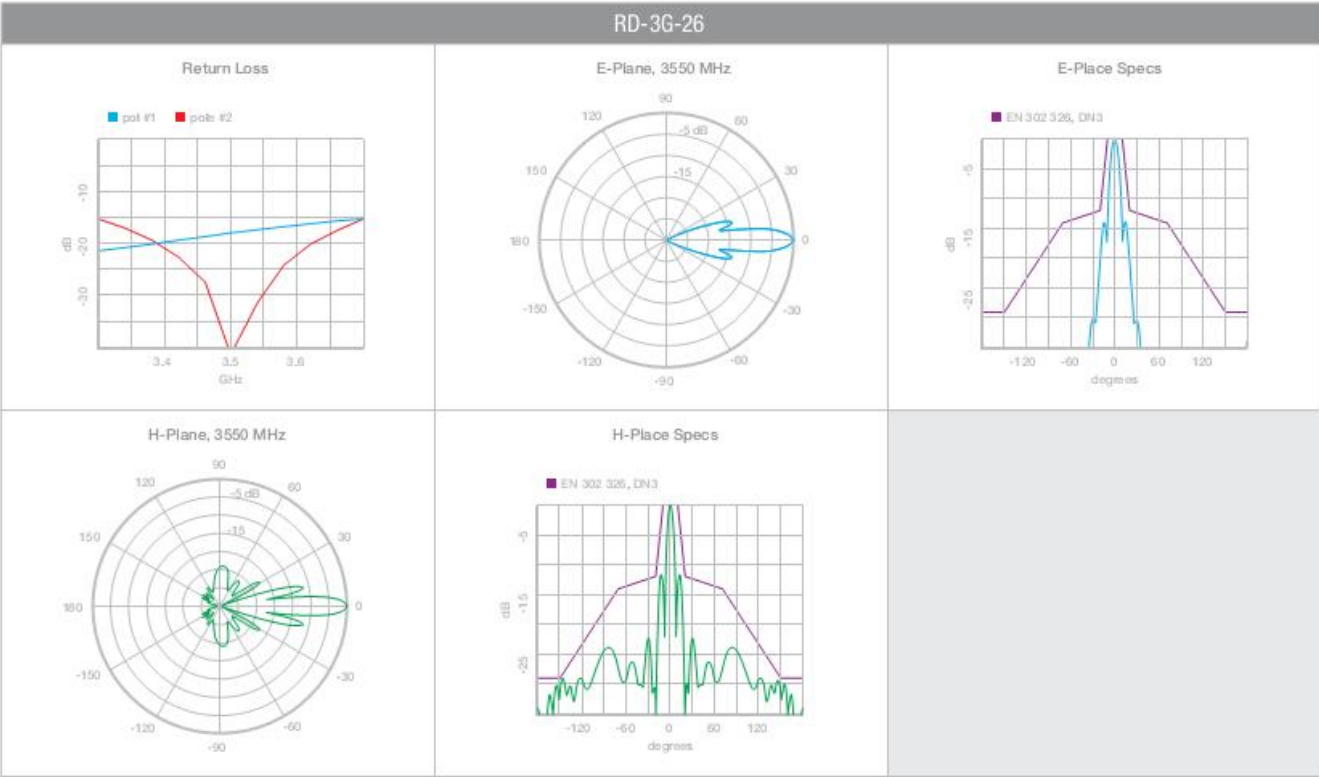 RD-3G-26
Return Loss
pol #1 pole #2
-10
-20
-30
dB
3.4 3.5 3.6
GHz
E-Plane, 3550 MHz
90
120 60
-5 dB
150 -15 30
180 0
-150 -30
-120 -60
-90
E-Place Specs
EN 302 326, DN3
-5
-15
-25
dB
-120 -60 0 60 120
degrees
H-Plane, 3550 MHz
90
120 60
-5 dB
150 -15 30
180 0
-150 -30
-120 -60
-90
H-Place Specs
EN 302 326, DN3
-5
-15
-25
dB
-120 -60 0 60 120
degrees